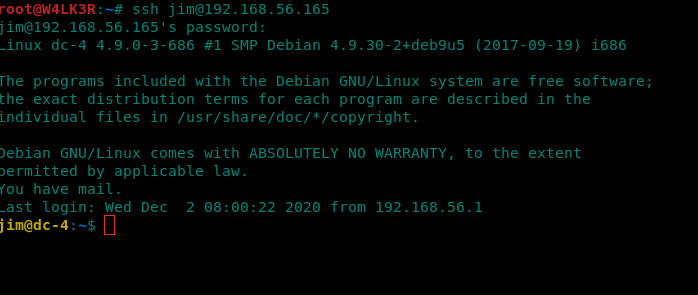 root@W4LK3R:~# ssh jim@192.168.56.165
jim@192.168.56.165's password:
Linux dc-4 4.9.0-3-686 #1 SMP Debian 4.9.30-2+deb9u5 (2017-09-19) i686
The programs included with the Debian GNU/Linux system are free software;
the exact distribution terms for each program are described in the
individual files in /usr/share/doc/*/copyright.
Debian GNU/Linux comes with ABSOLUTELY NO WARRANTY, to the extent
permitted by applicable law.
You have mail.
Last login: Wed Dec  2 08:00:22 2020 from 192.168.56.1
jim@dc-4:~$